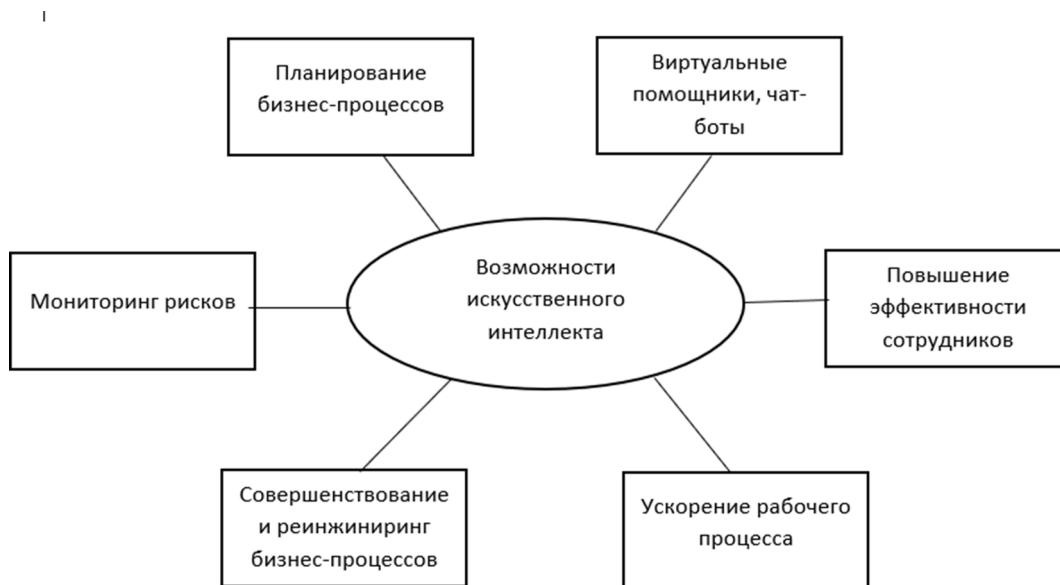 Планирование
бизнес-процессов
Виртуальные
помощники, чат-
боты
Мониторинг рисков
Возможности
искусственного
интеллекта
Повышение
эффективности
сотрудников
Совершенствование
и реинжиниринг
бизнес-процессов
Ускорение рабочего
процесса